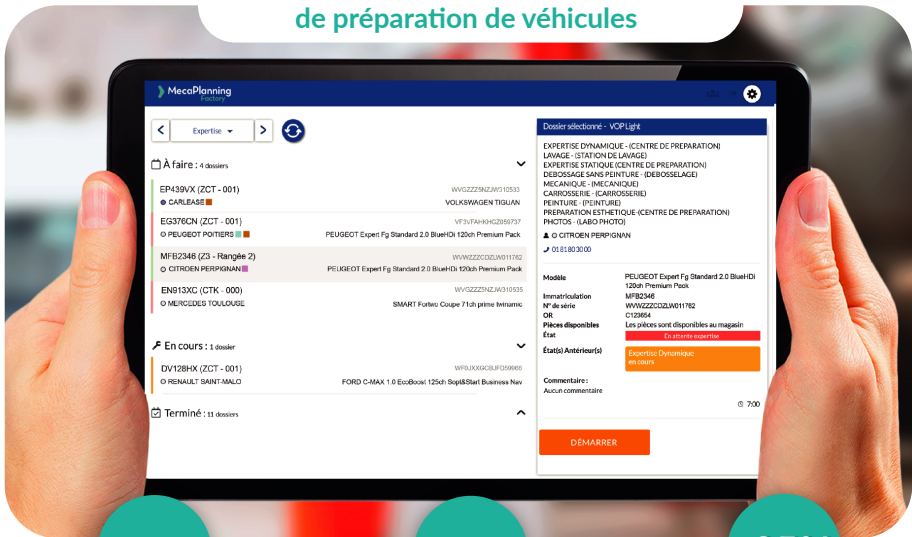 de préparation de véhicules
MecaPlanning
Factory
Expertise
À faire : 4 dossiers
EP439VX (ZCT - 001)
WVGZZZ5NZJW310533
CARLEASE
VOLKSWAGEN TIGUAN
EG376CN (ZCT - 001)
VF3VFAHKHGZ059737
PEUGEOT POITIERS
PEUGEOT Expert Fg Standard 2.0 BlueHDi 120ch Premium Pack
MFB2346 (Z3 - Rangée 2)
WVWZZZCDZLW011762
CITROEN PERPIGNAN
PELUGEOT Expert Fg Standard 2.0 BlueHDi 120ch Premium Pack
EN913XC (CTK - 000)
WVGZZZ5NZJW310535
MERCEDES TOULOUGE
SMART Fortwo Coupe 71ch prime twinamic
En cours : 1 dossier
DV128HX (ZCT - 001)
RENAULT SAINT-MALO
FORD C-MAX 1.0 EcoBoost 125ch Sopt&Start Business Nav
Terminé : 11 dossiers
Dossier sélectionné - VOP Light
EXPERTISE DYNAMIQUE - (CENTRE DE PREPARATION)
LAVAGE - (STATION DE LAVAGE)
EXPERTISE STATIQUE (CENTRE DE PREPARATION)
DEBOSSAGE SANS PEINTURE - (DEBOSSELAGE)
MECANIQUE - (MECANIQUE)
CARROSSERIE - (CARROSSERIE)
PEINTURE - (PEINTURE)
PREPARATION ESTHETIQUE-(CENTRE DE PREPARATION)
PHOTOS - (LABO PHOTO)
CITROEN PERPIGNAN
0181803000
Modèle
PEUGEOT Expert Fg Standard 2.0 BlueHDi
120ch Premium Pack
Immatriculation
MFB2346
N° de série
WVWZZZCDZLW011762
OR
C123654
Pièces disponibles
Les pièces sont disponibles au magasin
État
En attente expertise
État(s) Antérieur(s)
Expertise Dynamique
en cours
Commentaire :
Aucun commentaire
7:00
DÉMARRER